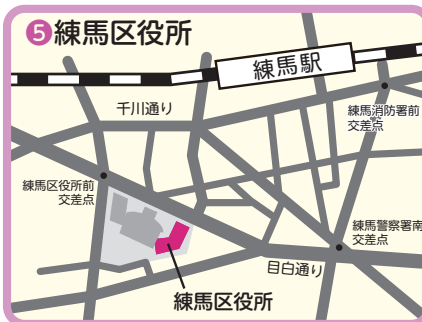 ❺練馬区役所
練馬駅
千川通り
練馬消防署前
交差点
練馬区役所前
交差点
練馬警察署南
交差点
目白通り
練馬区役所